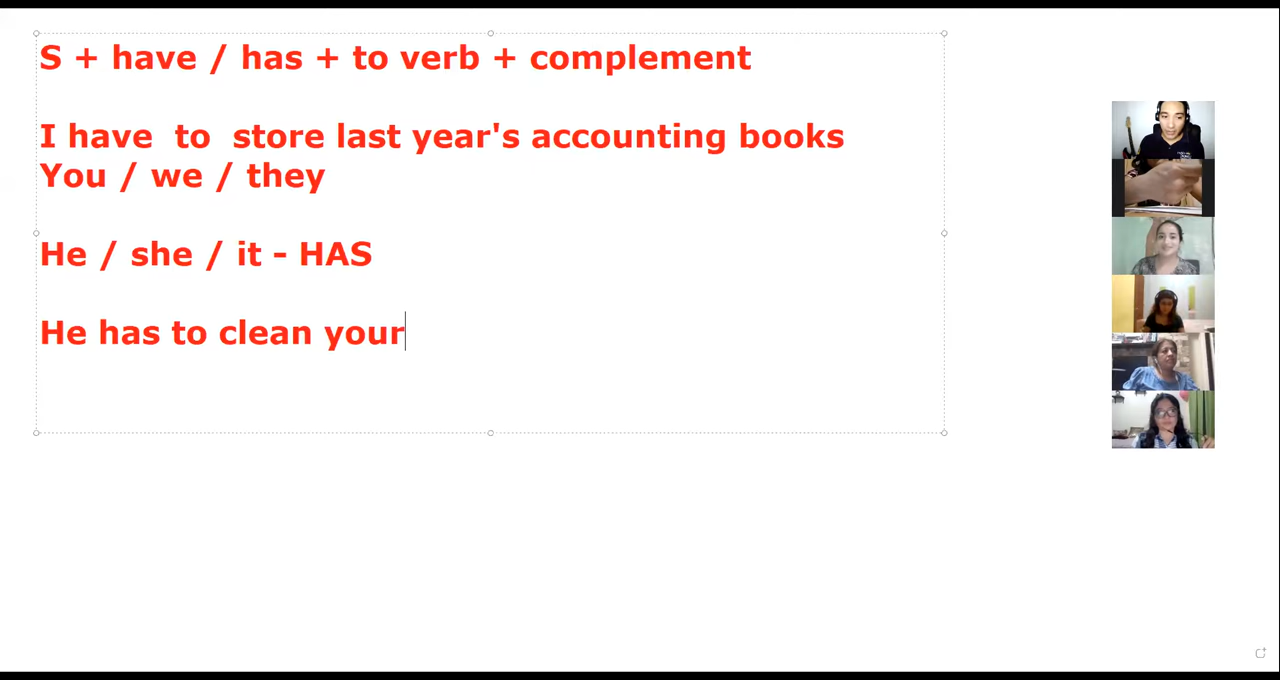 S + have / has + to verb + complement
I have to store last year's accounting books
You / we / they
He / she / it - HAS
He has to clean your